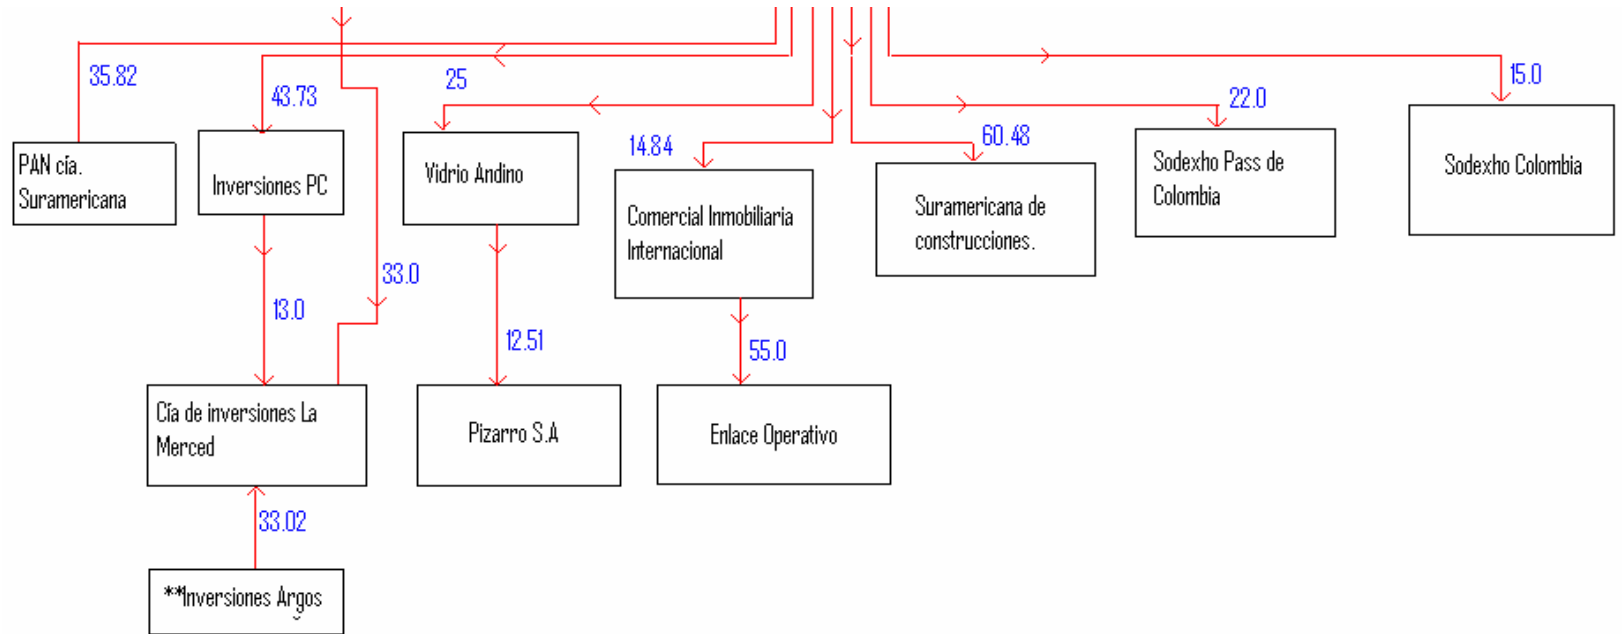 35.82
43.73
25
14.84
60.48
22.0
15.0
PAN cía.
Suramericana
Inversiones PC
Vidrio Andino
Comercial Inmobiliaria
Internacional
Suramericana de
construcciones.
Sodexho Pass de
Colombia
Sodexho Colombia
13.0
33.0
12.51
55.0
Cía de inversiones La
Merced
Pizarro S.A
Enlace Operativo
33.02
**Inversiones Argos